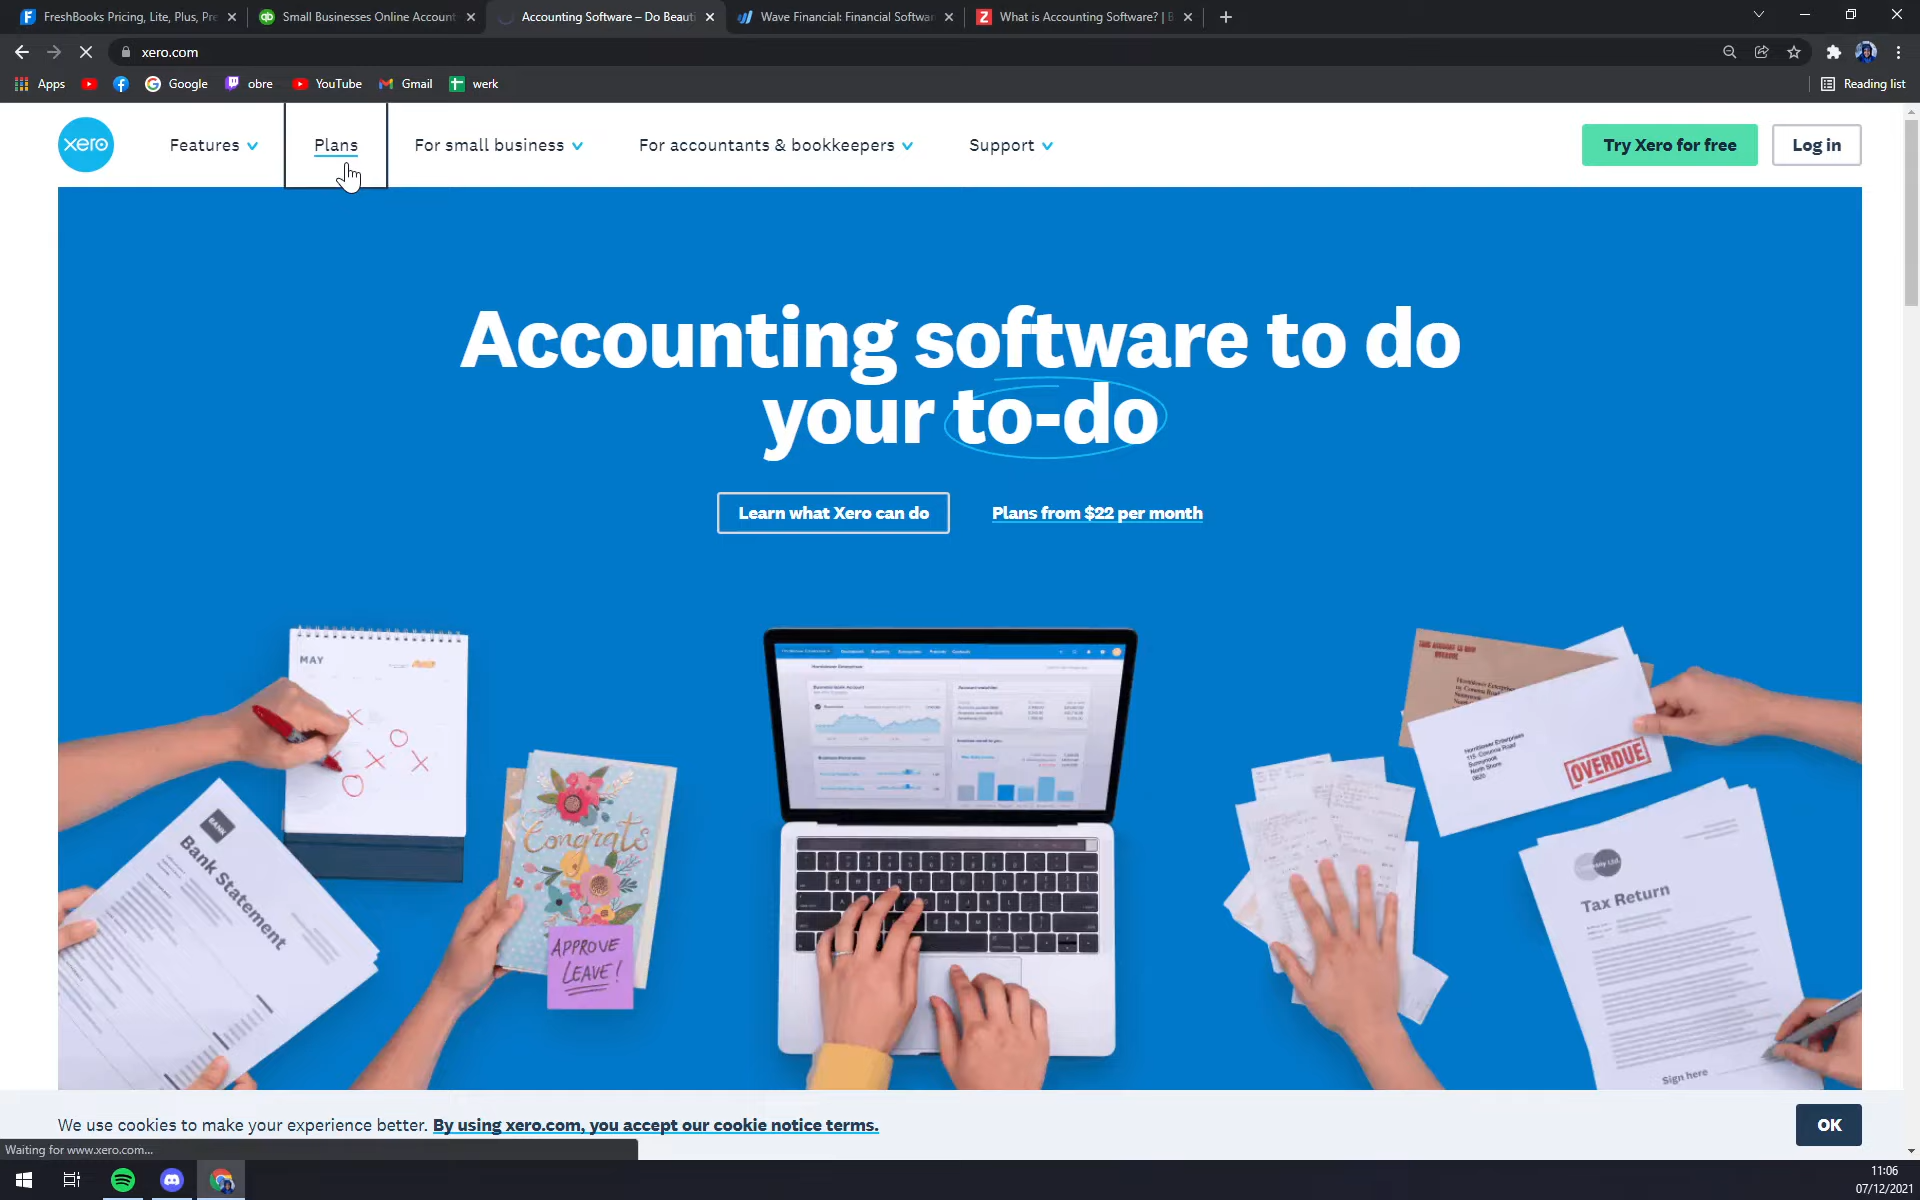 FreshBooks Pricing, Lite, Plus, Pre
Small Businesses Online Account
Accounting Software – Do Beauti
Wave Financial: Financial Softwar
What is Accounting Software? | B
xero.com
Apps
Google
obre
YouTube
Gmail
werk
Reading list
xero
Features
Plans
For small business
For accountants & bookkeepers
Support
Try Xero for free
Log in
Accounting software to do
your to-do
Learn what Xero can do
Plans from $22 per month
MAY
BANK
Bank Statement
Congrats
APPROVE
LEAVE!
OVERDUE
Tax Return
Sign here
We use cookies to make your experience better. By using xero.com, you accept our cookie notice terms.
OK
Waiting for www.xero.com...
11:06
07/12/2021